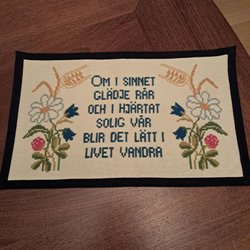 OM I SINNET
GLÄDJE RÅR
OCH I HJÄRTAT
SOLIG VÅR
BLIR DET LÄTT I
LIVET VANDRA